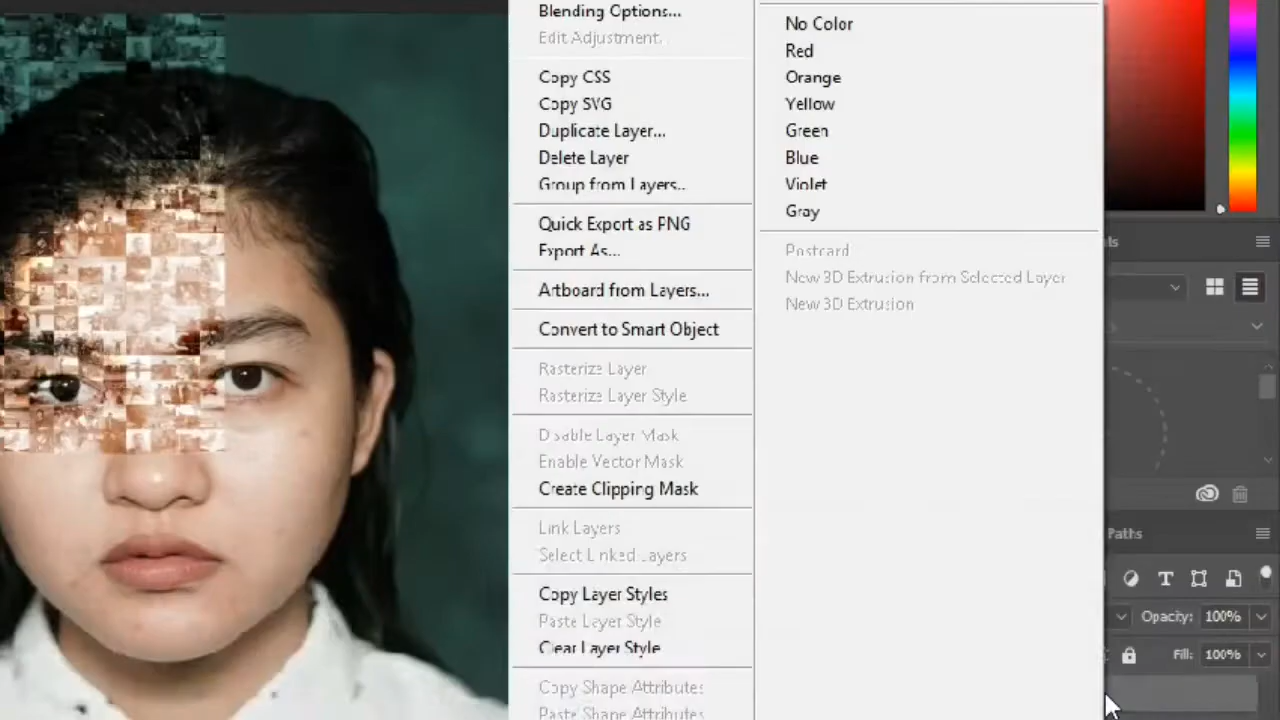 Blending Options...
Edit Adjustment...
Copy CSS
Copy SVG
Duplicate Layer...
Delete Layer
Group from Layers...
Quick Export as PNG
Export As...
Artboard from Layers...
Convert to Smart Object
Rasterize Layer
Rasterize Layer Style
Disable Layer Mask
Enable Vector Mask
Create Clipping Mask
Link Layers
Select Linked Layers
Copy Layer Styles
Paste Layer Style
Clear Layer Style
Copy Shape Attributes
Paste Shape Attributes
No Color
Red
Orange
Yellow
Green
Blue
Violet
Gray
Postcard
New 3D Extrusion from Selected Layer
New 3D Extrusion
ls
Paths
Opacity: 100%
Fill: 100%